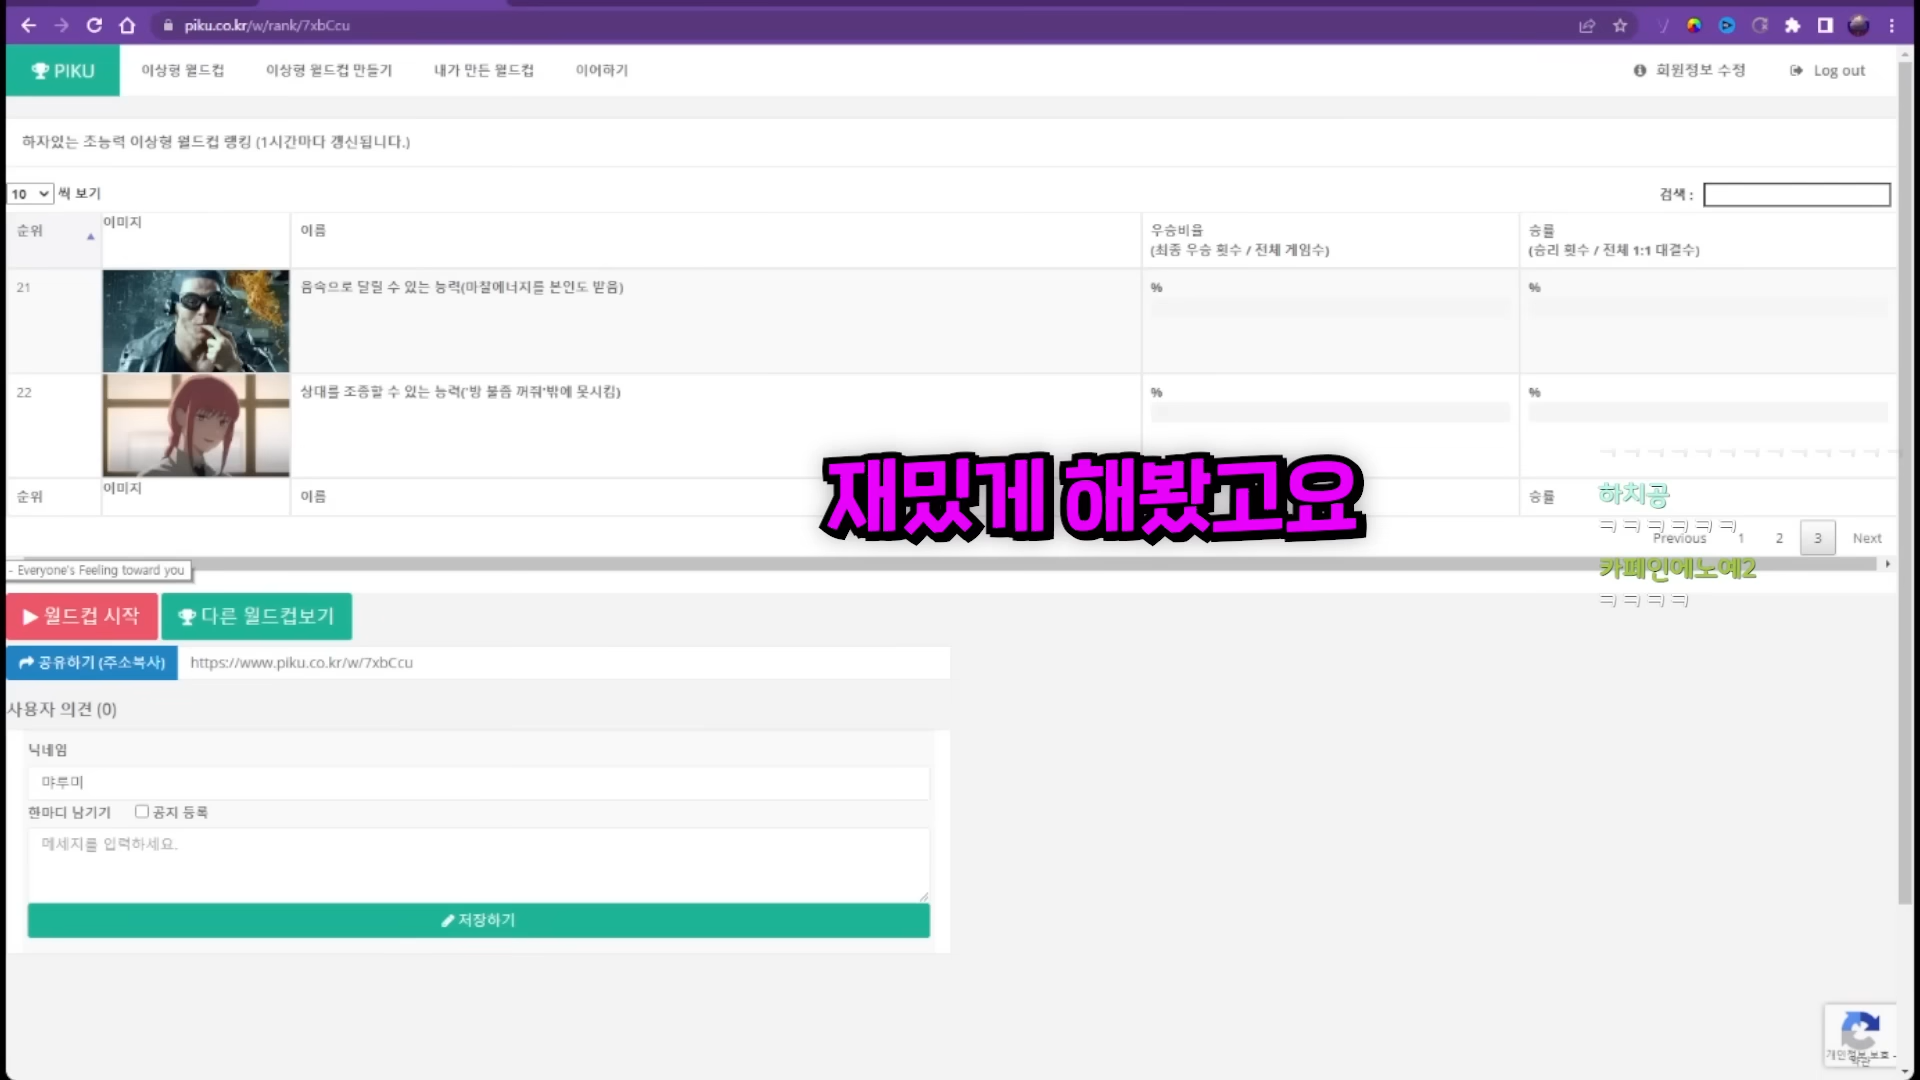 piku.co.kr/w/rank/7xbCcu
PIKU 이상형 월드컵 이상형 월드컵 만들기 내가 만든 월드컵 이어하기 회원정보 수정 Log out
하자있는 초능력 이상형 월드컵 랭킹 (1시간마다 갱신됩니다.)
10 씩 보기 검색 :
순위 이미지 이름 우승비율 승률
(최종 우승 횟수 / 전체 게임수) (승리 횟수 / 전체 1:1 대결수)
21 음속으로 달릴 수 있는 능력(마찰에너지를 본인도 받음) % %
22 상대를 조종할 수 있는 능력('방 불좀 꺼줘'밖에 못시킴) % %
재밌게 해봤고요
순위 이미지 이름 승률
하치공
ㅋㅋㅋㅋㅋㅋ
Previous 1 2 3 Next
카페인에노예2
ㅋㅋㅋㅋ
- Everyone's Feeling toward you
월드컵 시작 다른 월드컵보기
공유하기 (주소복사) https://www.piku.co.kr/w/7xbCcu
사용자 의견 (0)
닉네임
먀루미
한마디 남기기 공지 등록
메세지를 입력하세요.
저장하기
개인정보 보호 -
약관